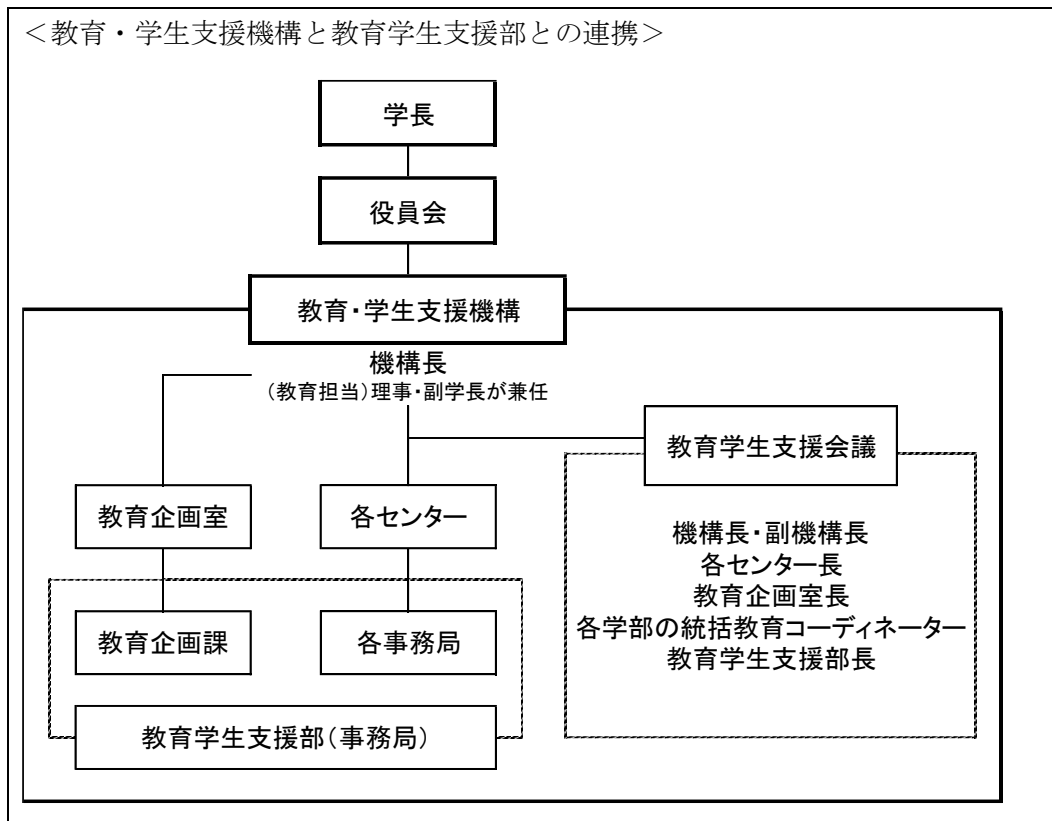 ＜教育・学生支援機構と教育学生支援部との連携＞
学長
役員会
教育・学生支援機構
機構長
（教育担当）理事・副学長が兼任
教育学生支援会議
教育企画室
各センター
機構長・副機構長
各センター長
教育企画室長
各学部の統括教育コーディネーター
教育学生支援部長
教育企画課
各事務局
教育学生支援部（事務局）